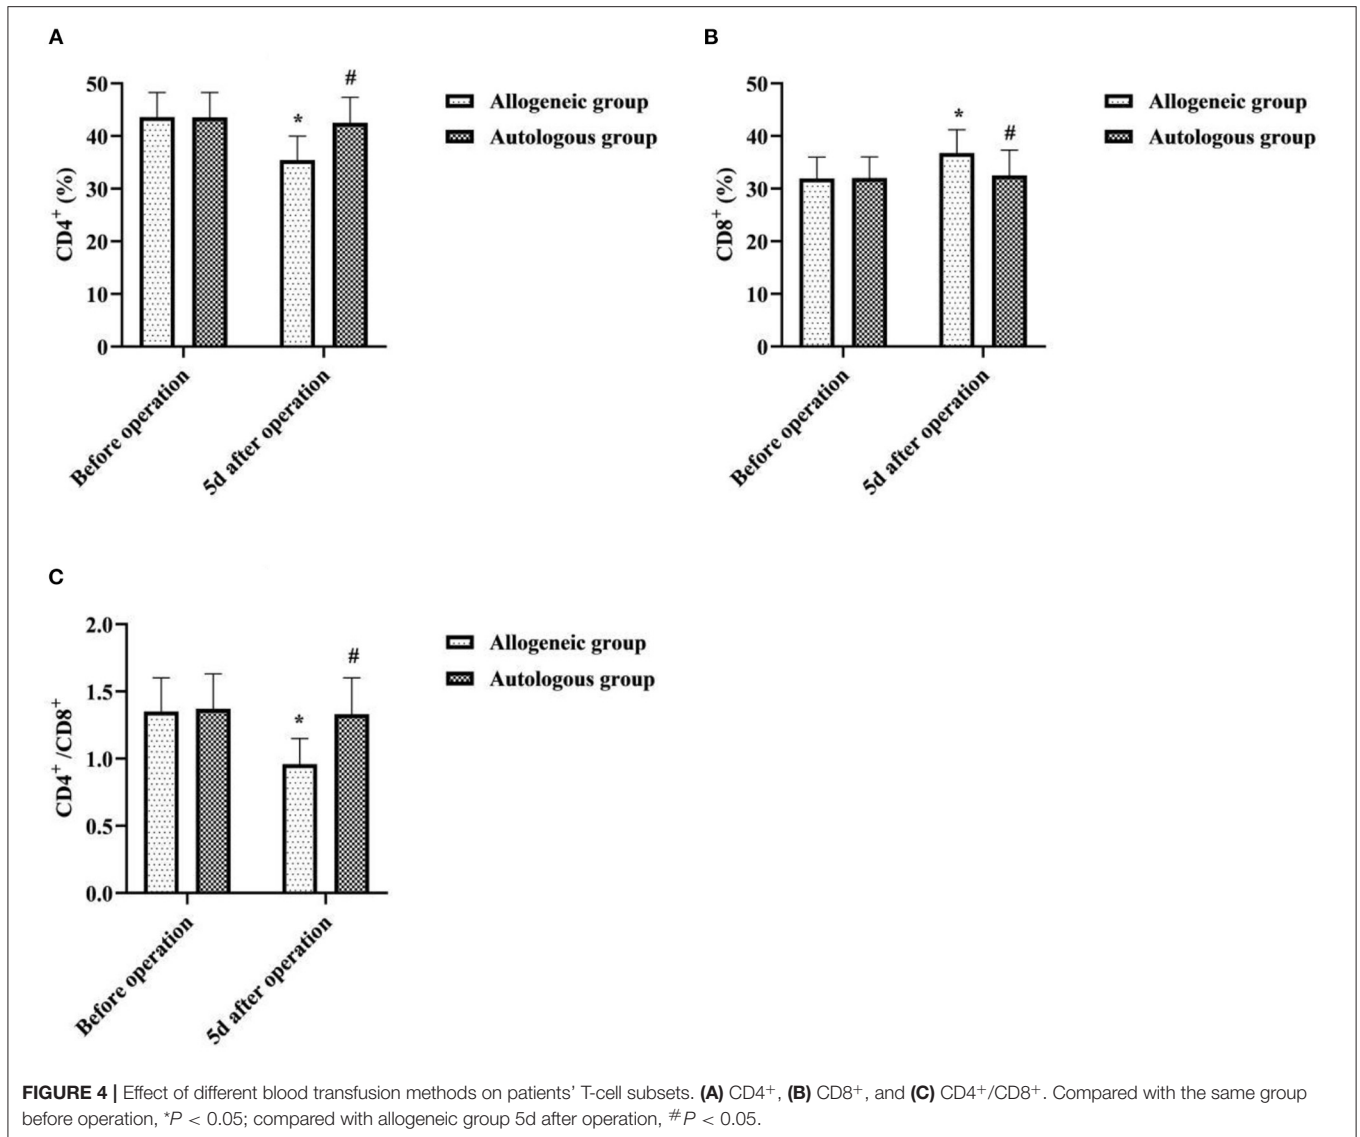 A
50
40
30
20
10
0
CD4+ (%)
*
#
Allogeneic group
Autologous group
Before operation
5d after operation
B
50
40
30
20
10
0
CD8+ (%)
*
#
Allogeneic group
Autologous group
Before operation
5d after operation
C
2.0
1.5
1.0
0.5
0.0
CD4+ /CD8+
*
#
Allogeneic group
Autologous group
Before operation
5d after operation
FIGURE 4 | Effect of different blood transfusion methods on patients' T-cell subsets. (A) CD4+, (B) CD8+, and (C) CD4+/CD8+. Compared with the same group
before operation, *P < 0.05; compared with allogeneic group 5d after operation, #P < 0.05.